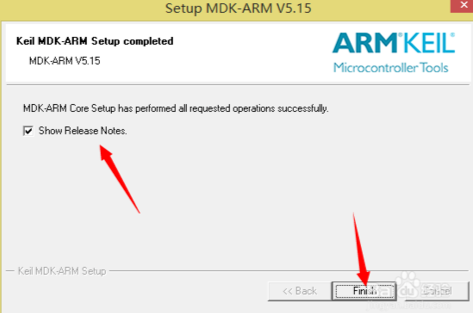 Setup MDK-ARM V5.15
Keil MDK-ARM Setup completed
MDK-ARM V5.15
ARM KEIL
Microcontroller Tools
MDK-ARM Core Setup has performed all requested operations successfully.
Show Release Notes.
Keil MDK-ARM Setup
<< Back Finish Cancel